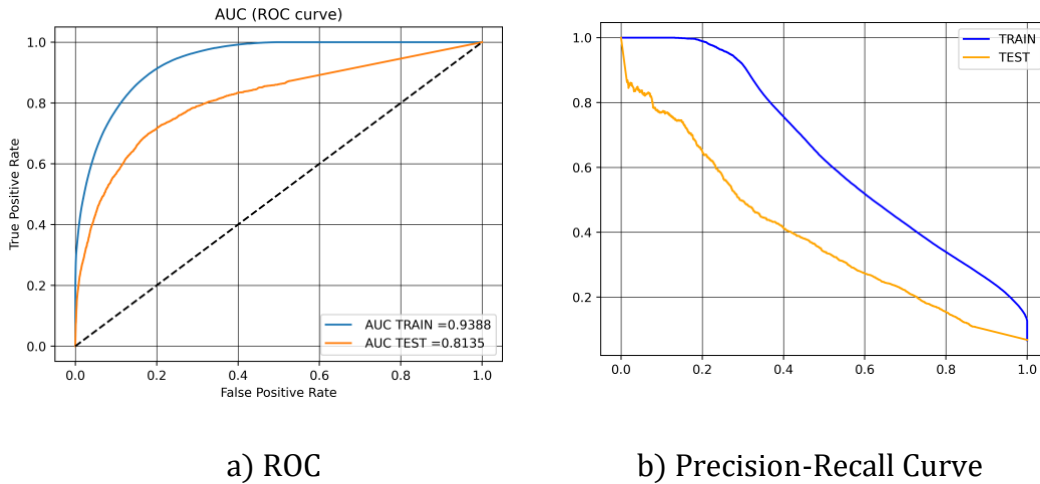 AUC (ROC curve)
1.0
0.8
0.6
0.4
0.2
0.0
True Positive Rate
AUC TRAIN =0.9388
AUC TEST =0.8135
0.0 0.2 0.4 0.6 0.8 1.0
False Positive Rate
TRAIN
TEST
1.0
0.8
0.6
0.4
0.2
0.0 0.2 0.4 0.6 0.8 1.0
a) ROC
b) Precision-Recall Curve